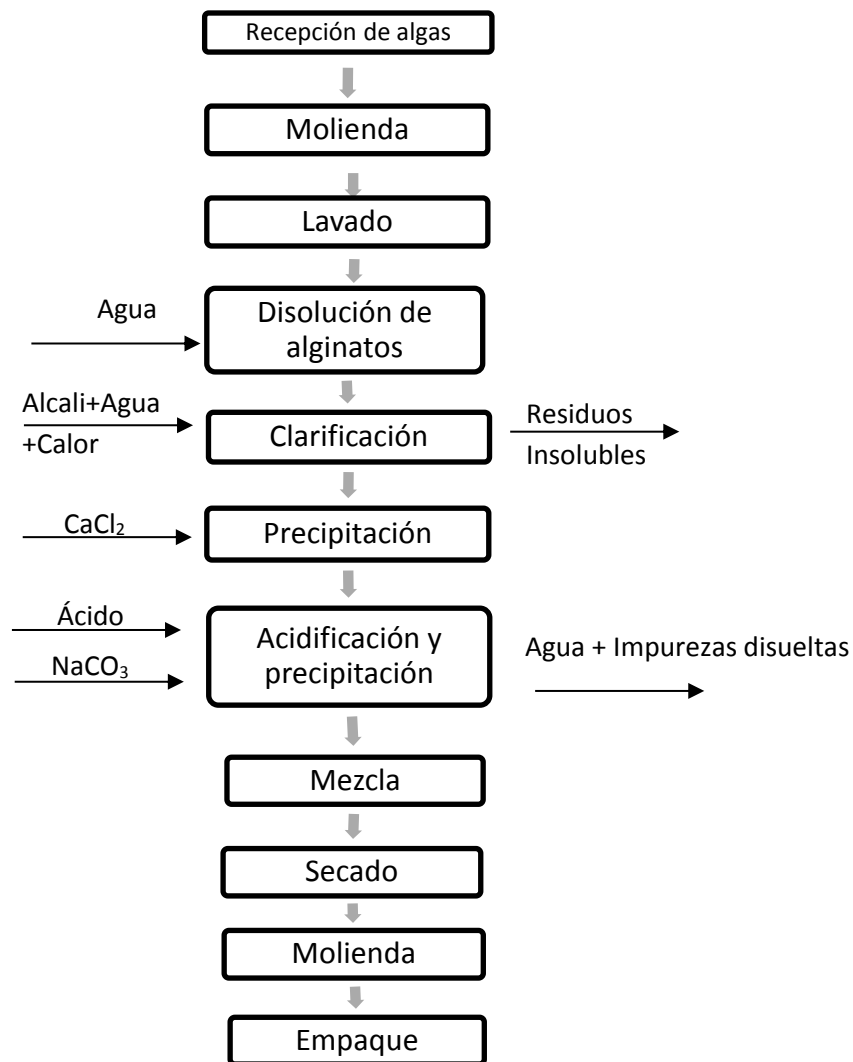 Recepción de algas
Molienda
Lavado
Agua
Disolución de
alginatos
Alcali+Agua
+Calor
Clarificación
Residuos
Insolubles
CaCl₂
Precipitación
Ácido
NaCO₃
Acidificación y
precipitación
Agua + Impurezas disueltas
Mezcla
Secado
Molienda
Empaque